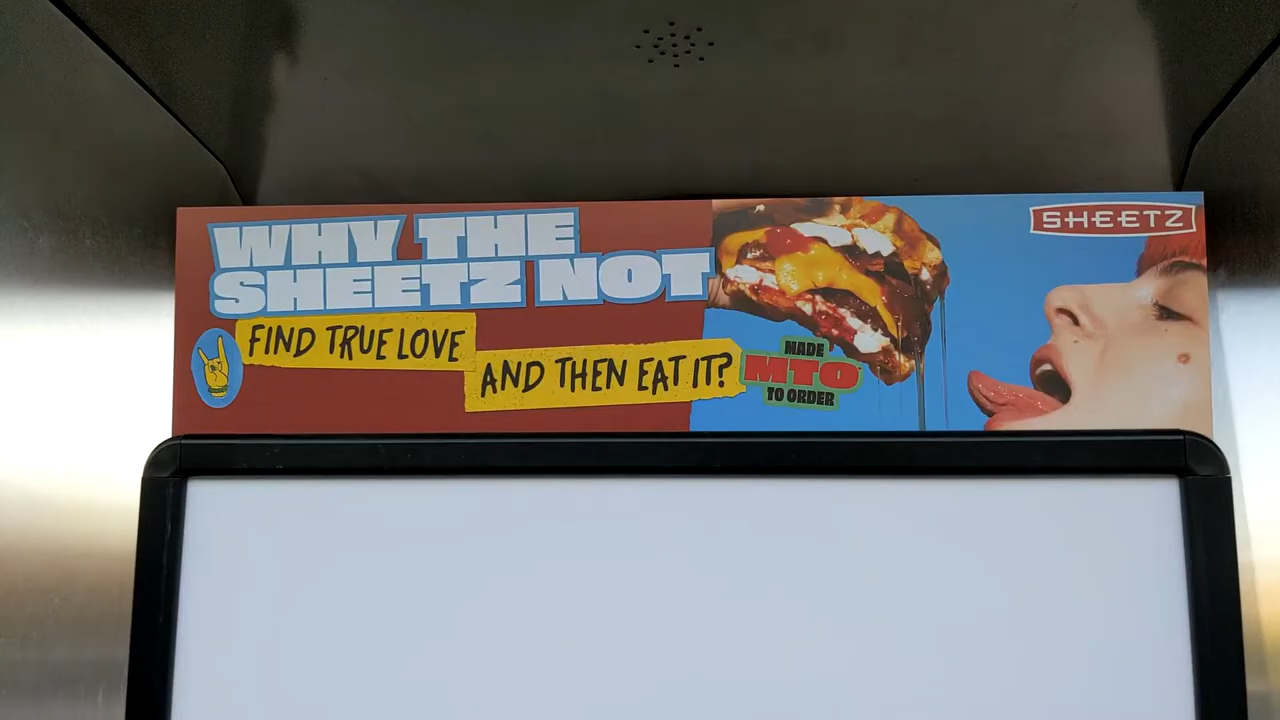 WHY THE
SHEETZ NOT
FIND TRUE LOVE
AND THEN EAT IT?
MADE
MTO
TO ORDER
SHEETZ